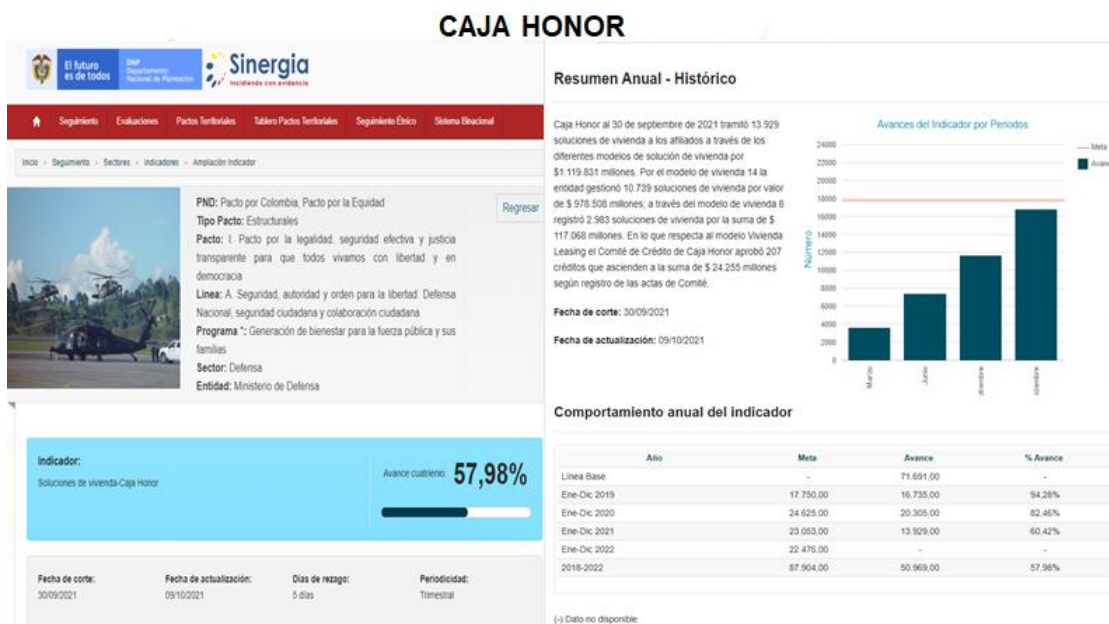 CAJA HONOR
El futuro
es de todos
DNP
Departamento
Nacional de Planeación
Sinergia
Incidiendo con evidencia
Seguimiento Evaluaciones Pactos Territoriales Tablero Pactos Territoriales Seguimiento Étnico Sistema Binacional
Inicio > Seguimiento > Sectores > Indicadores > Ampliación Indicador
PND: Pacto por Colombia, Pacto por la Equidad
Tipo Pacto: Estructurales
Pacto: I. Pacto por la legalidad: seguridad efectiva y justicia
transparente para que todos vivamos con libertad y en
democracia
Línea: A. Seguridad, autoridad y orden para la libertad: Defensa
Nacional, seguridad ciudadana y colaboración ciudadana
Programa *: Generación de bienestar para la fuerza pública y sus
familias
Sector: Defensa
Entidad: Ministerio de Defensa
Regresar
Indicador:
Soluciones de vivienda-Caja Honor
Avance cuatrienio: 57,98%
Fecha de corte: Fecha de actualización: Días de rezago: Periodicidad:
30/09/2021 09/10/2021 5 días Trimestral
Resumen Anual - Histórico
Caja Honor al 30 de septiembre de 2021 tramitó 13.929
soluciones de vivienda a los afiliados a través de los
diferentes modelos de solución de vivienda por
$1.119.831 millones. Por el modelo de vivienda 14 la
entidad gestionó 10.739 soluciones de vivienda por valor
de $ 978.508 millones; a través del modelo de vivienda 8
registró 2.983 soluciones de vivienda por la suma de $
117.068 millones. En lo que respecta al modelo Vivienda
Leasing el Comité de Crédito de Caja Honor aprobó 207
créditos que ascienden a la suma de $ 24.255 millones
según registro de las actas de Comité.
Fecha de corte: 30/09/2021
Fecha de actualización: 09/10/2021
Avances del Indicador por Periodos
Número
24000
22000
20000
18000
16000
14000
12000
10000
8000
6000
4000
2000
0
Marzo
Junio
ptiembre
iciembre
Meta
Avanc
Comportamiento anual del indicador
Año Meta Avance % Avance
Línea Base - 71.691,00 -
Ene-Dic 2019 17.750,00 16.735,00 94,28%
Ene-Dic 2020 24.625,00 20.305,00 82,46%
Ene-Dic 2021 23.053,00 13.929,00 60,42%
Ene-Dic 2022 22.476,00 - -
2018-2022 87.904,00 50.969,00 57,98%
(-) Dato no disponible